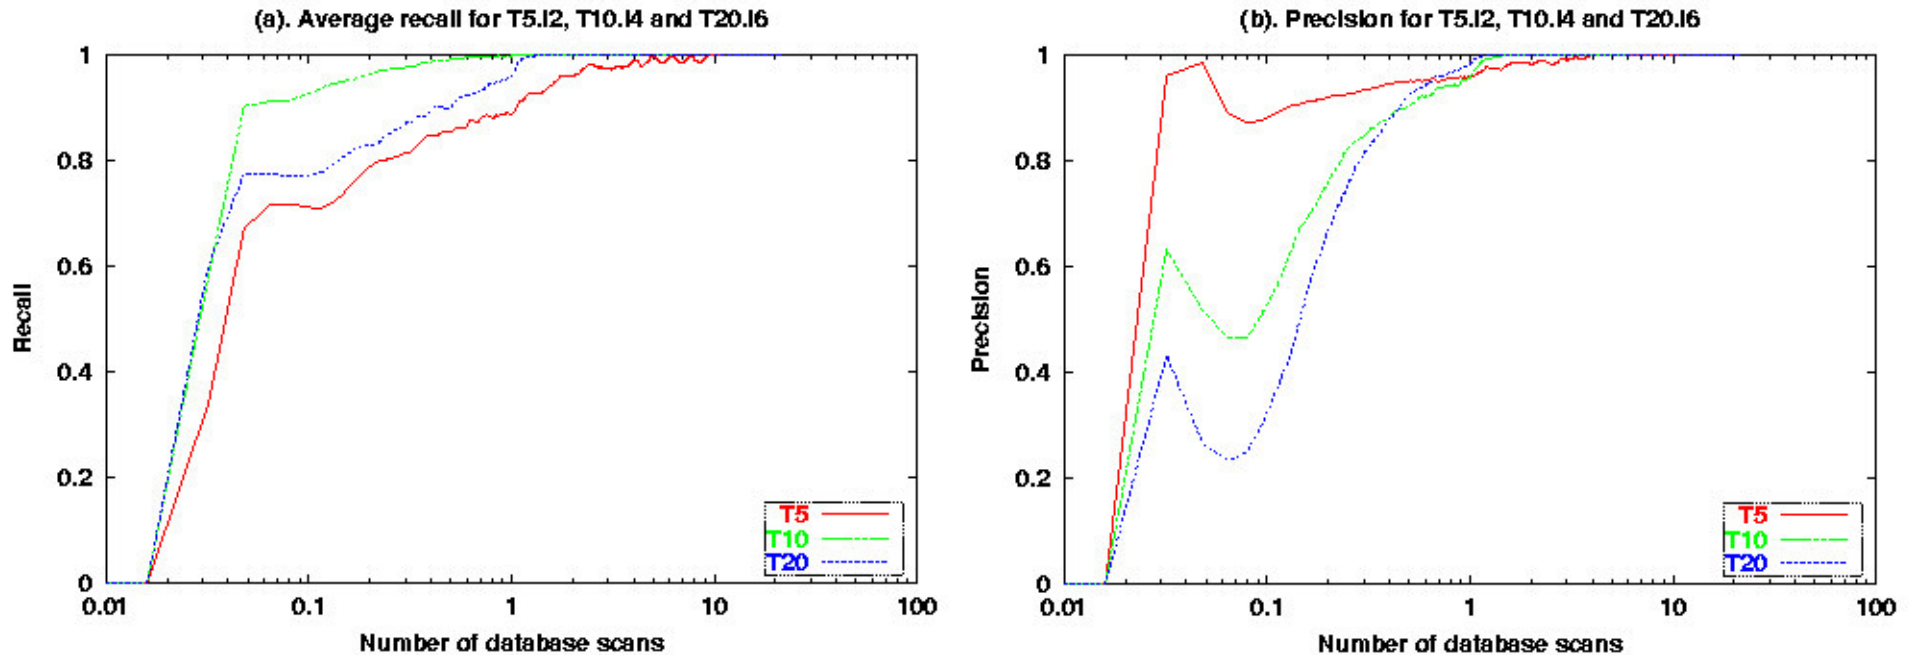 (a). Average recall for T5.I2, T10.I4 and T20.I6
1
0.8
0.6
0.4
0.2
0
Recall
0.01
0.1
1
10
100
Number of database scans
T5
T10
T20
(b). Precision for T5.I2, T10.I4 and T20.I6
1
0.8
0.6
0.4
0.2
0
Precision
0.01
0.1
1
10
100
Number of database scans
T5
T10
T20